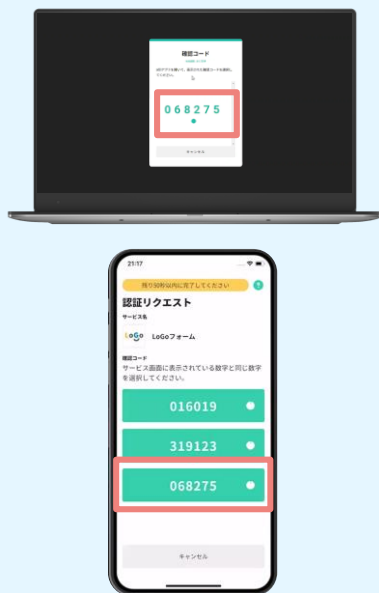 確認コード
068275
キャンセル
21:17
残り50秒以内に完了してください
?
認証リクエスト
サービス名
LoGo LoGoフォーム
確認コード
サービス画面に表示されている数字と同じ数字
を選択してください。
016019
319123
068275
キャンセル